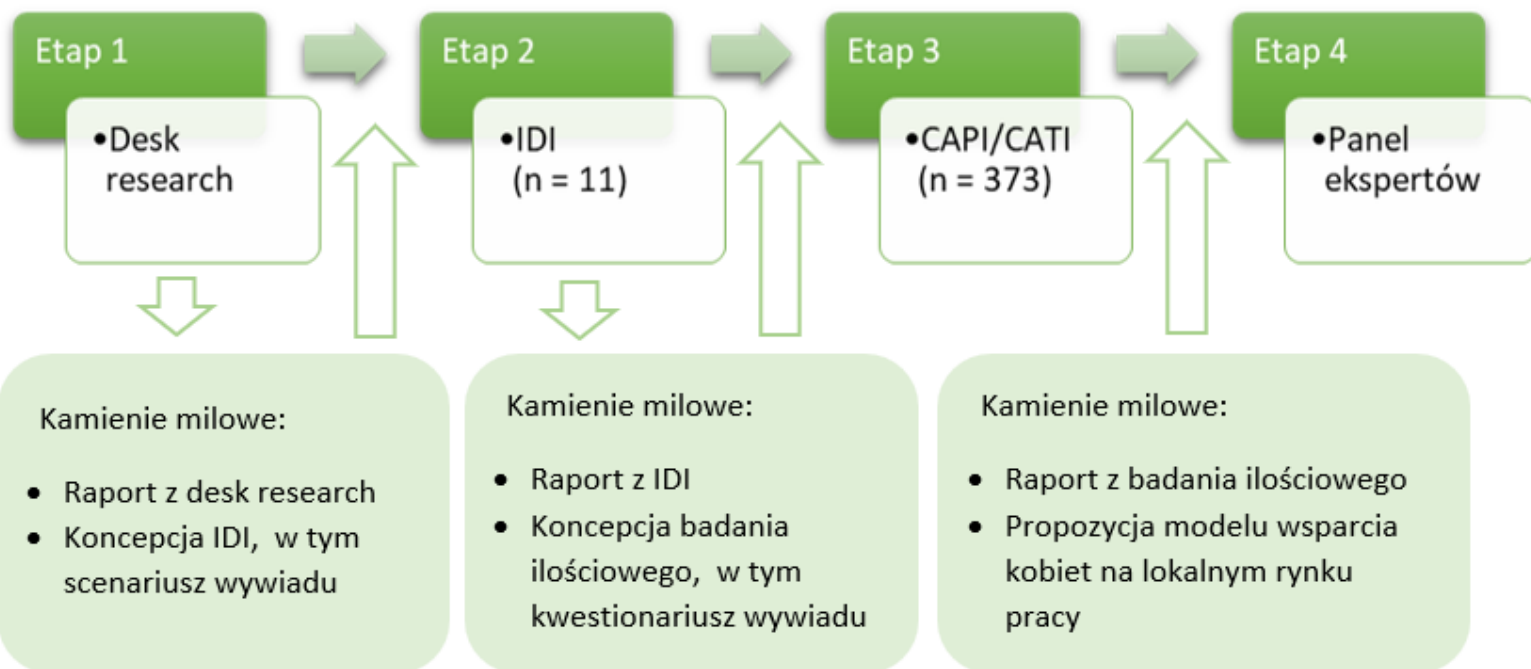 Etap 1
•Desk
research
Etap 2
•IDI
(n = 11)
Etap 3
•CAPI/CATI
(n = 373)
Etap 4
•Panel
ekspertów
Kamienie milowe:
• Raport z desk research
• Koncepcja IDI, w tym
scenariusz wywiadu
Kamienie milowe:
• Raport z IDI
• Koncepcja badania
ilościowego, w tym
kwestionariusz wywiadu
Kamienie milowe:
• Raport z badania ilościowego
• Propozycja modelu wsparcia
kobiet na lokalnym rynku
pracy